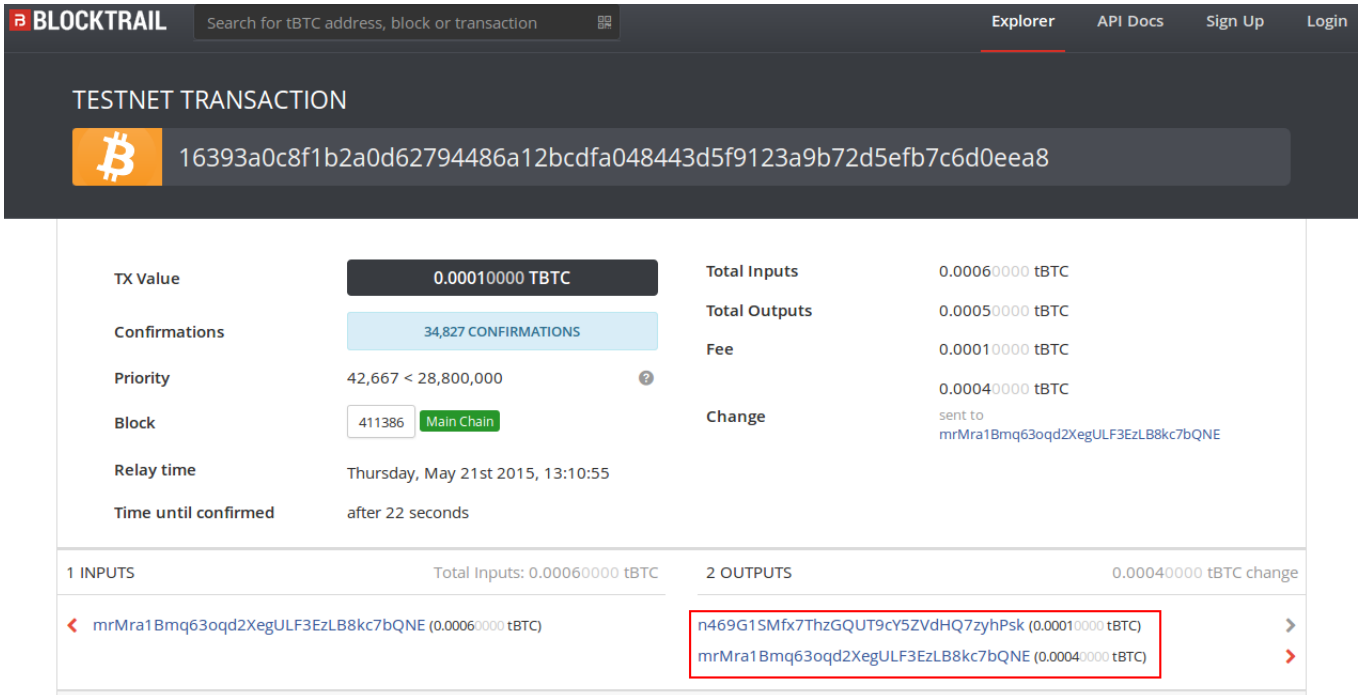 BLOCKTRAIL Search for tBTC address, block or transaction Explorer API Docs Sign Up Login
TESTNET TRANSACTION
16393a0c8f1b2a0d62794486a12bcdfa048443d5f9123a9b72d5efb7c6d0eea8
TX Value 0.00010000 TBTC
Confirmations 34,827 CONFIRMATIONS
Priority 42,667 < 28,800,000 ?
Block 411386 Main Chain
Relay time Thursday, May 21st 2015, 13:10:55
Time until confirmed after 22 seconds
Total Inputs 0.00060000 tBTC
Total Outputs 0.00050000 tBTC
Fee 0.00010000 tBTC
0.00040000 tBTC
Change sent to
mrMra1Bmq63oqd2XegULF3EzLB8kc7bQNE
1 INPUTS Total Inputs: 0.00060000 tBTC
mrMra1Bmq63oqd2XegULF3EzLB8kc7bQNE (0.00060000 tBTC)
2 OUTPUTS 0.00040000 tBTC change
n469G1SMfx7ThzGQUT9cY5ZVdHQ7zyhPsk (0.00010000 tBTC)
mrMra1Bmq63oqd2XegULF3EzLB8kc7bQNE (0.00040000 tBTC)